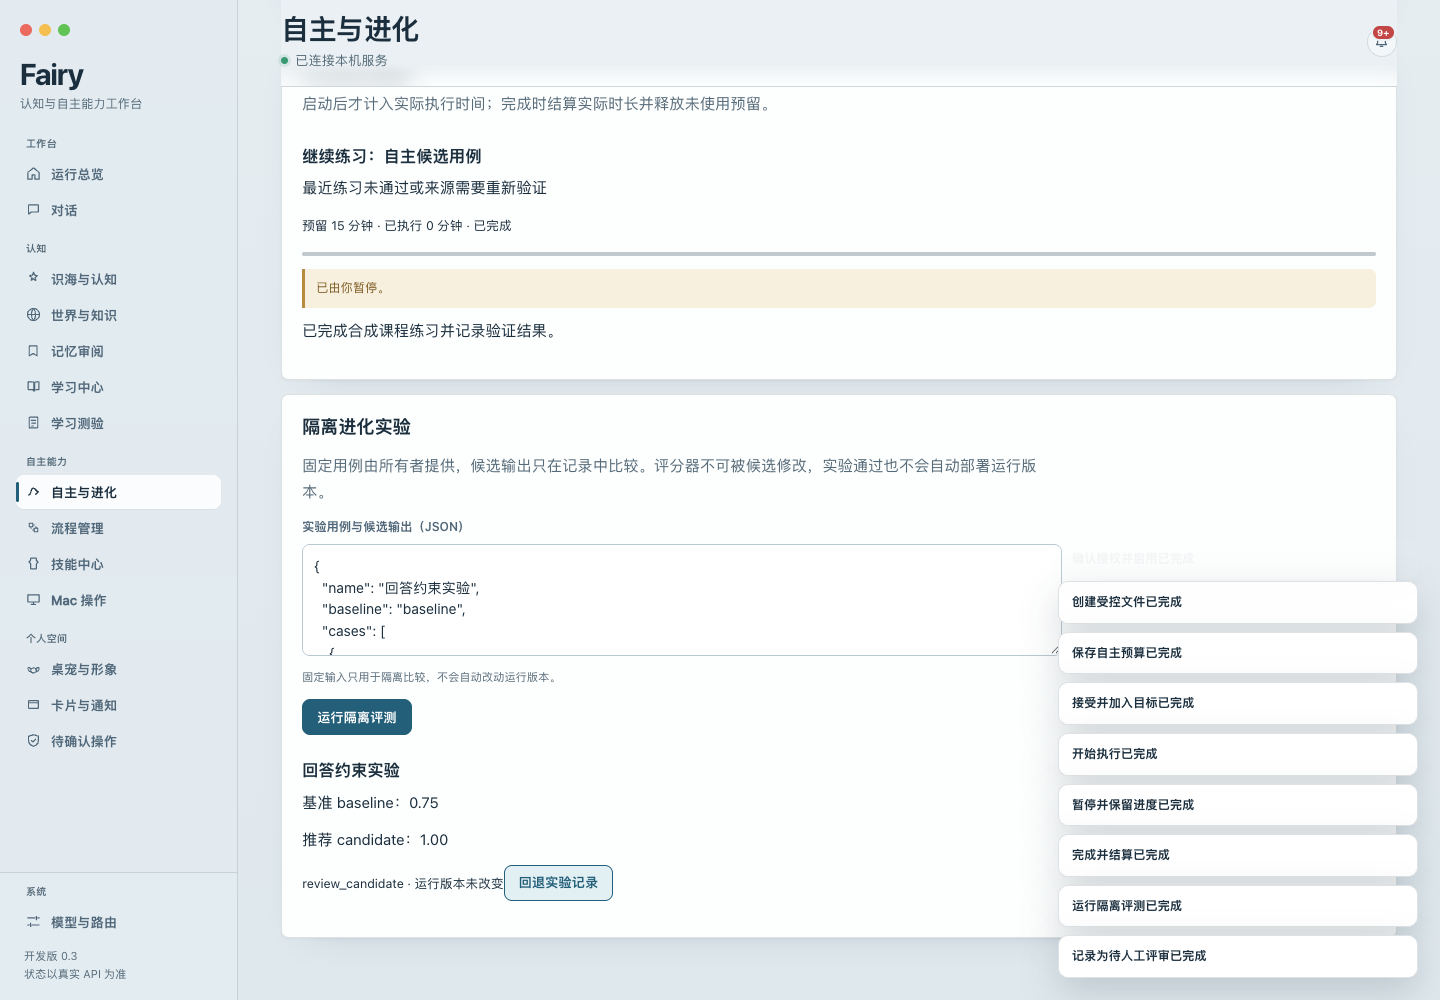 Fairy
认知与自主能力工作台
工作台
运行总览
对话
认知
识海与认知
世界与知识
记忆审阅
学习中心
学习测验
自主能力
自主与进化
流程管理
技能中心
Mac 操作
个人空间
桌宠与形象
卡片与通知
待确认操作
系统
模型与路由
开发版 0.3
状态以真实 API 为准
自主与进化
已连接本机服务
9+
启动后才计入实际执行时间；完成时结算实际时长并释放未使用预留。
继续练习：自主候选用例
最近练习未通过或来源需要重新验证
预留 15 分钟 · 已执行 0 分钟 · 已完成
已由你暂停。
已完成合成课程练习并记录验证结果。
隔离进化实验
固定用例由所有者提供，候选输出只在记录中比较。评分器不可被候选修改，实验通过也不会自动部署运行版
本。
实验用例与候选输出（JSON）
{
"name": "回答约束实验",
"baseline": "baseline",
"cases": [
{
固定输入只用于隔离比较，不会自动改动运行版本。
运行隔离评测
回答约束实验
基准 baseline：0.75
推荐 candidate：1.00
review_candidate · 运行版本未改变
回退实验记录
确认授权并启用已完成
创建受控文件已完成
保存自主预算已完成
接受并加入目标已完成
开始执行已完成
暂停并保留进度已完成
完成并结算已完成
运行隔离评测已完成
记录为待人工评审已完成